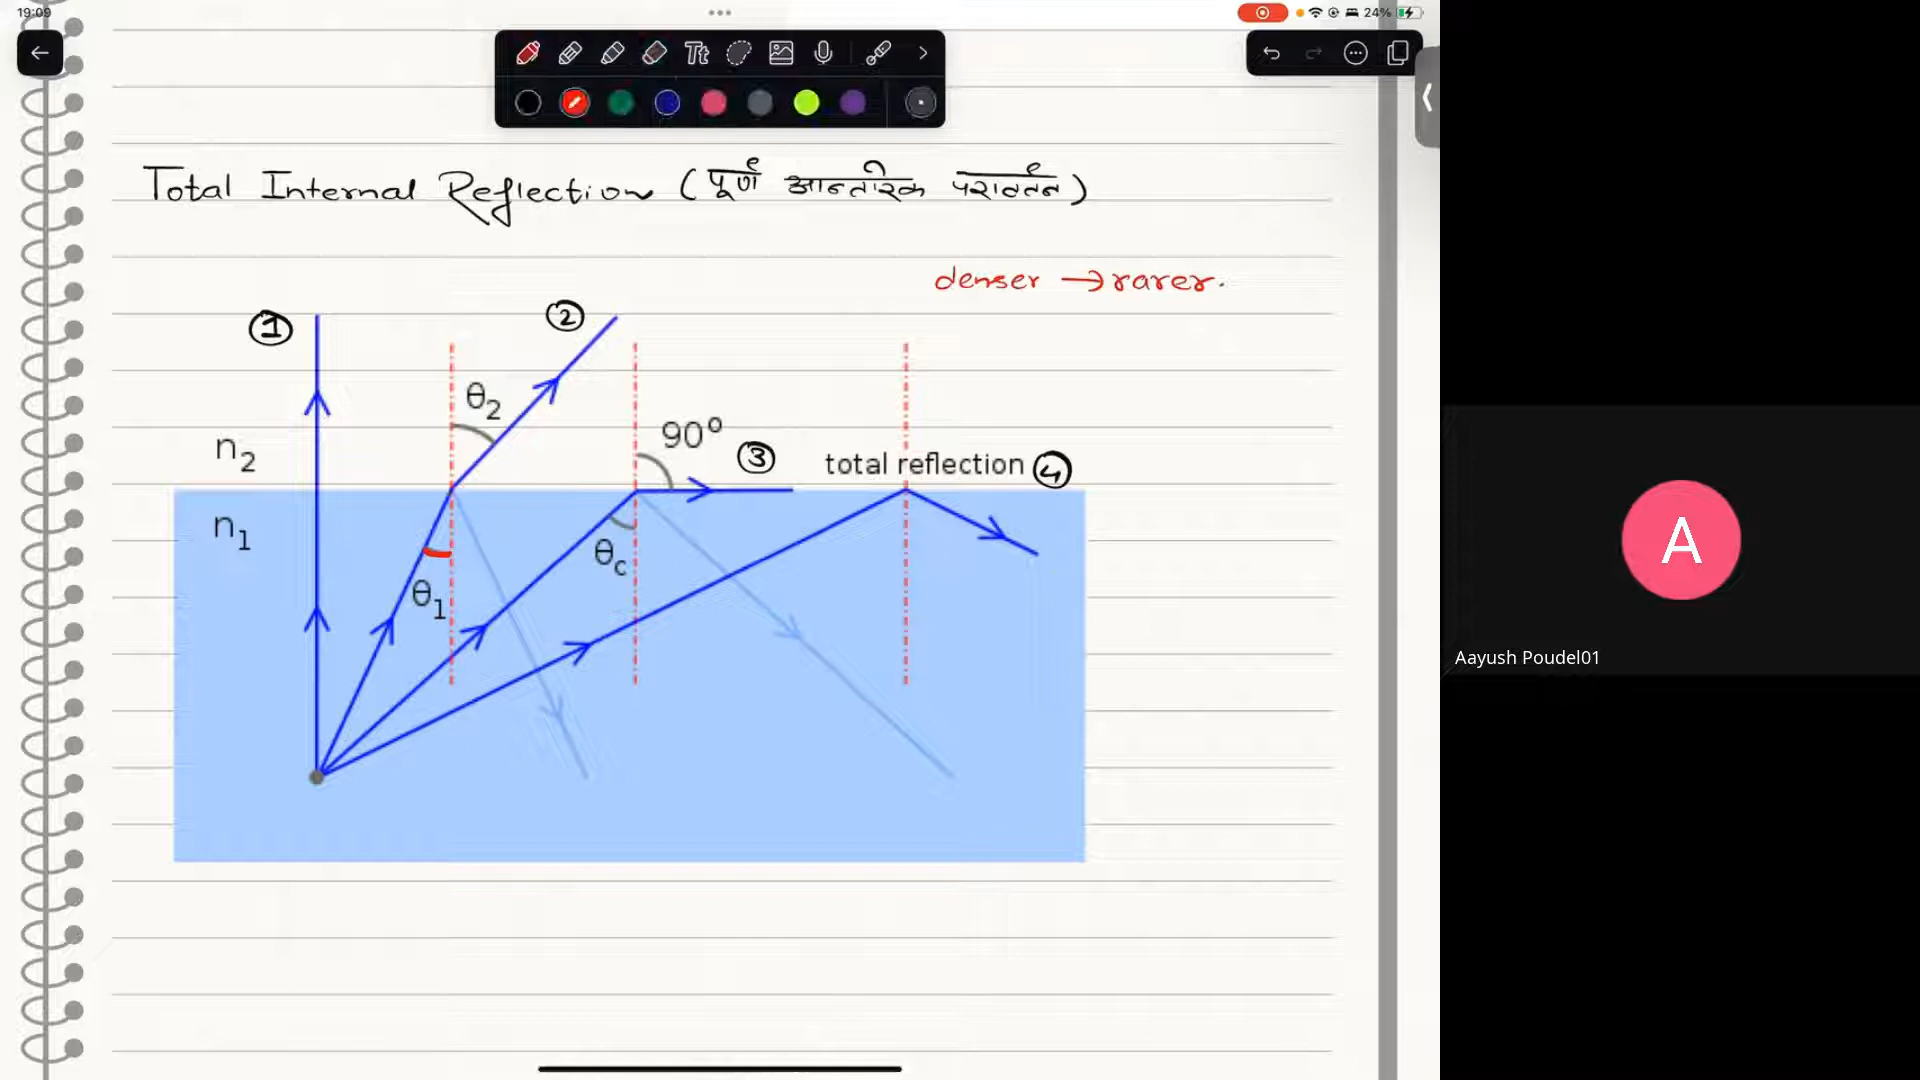 19:09
24%
Tt
Total Internal Reflection (पूर्ण आन्तरिक परावर्तन)
denser → rarer.
1
2
θ2
90°
3
n2
total reflection 4
n1
θc
θ1
A
Aayush Poudel01